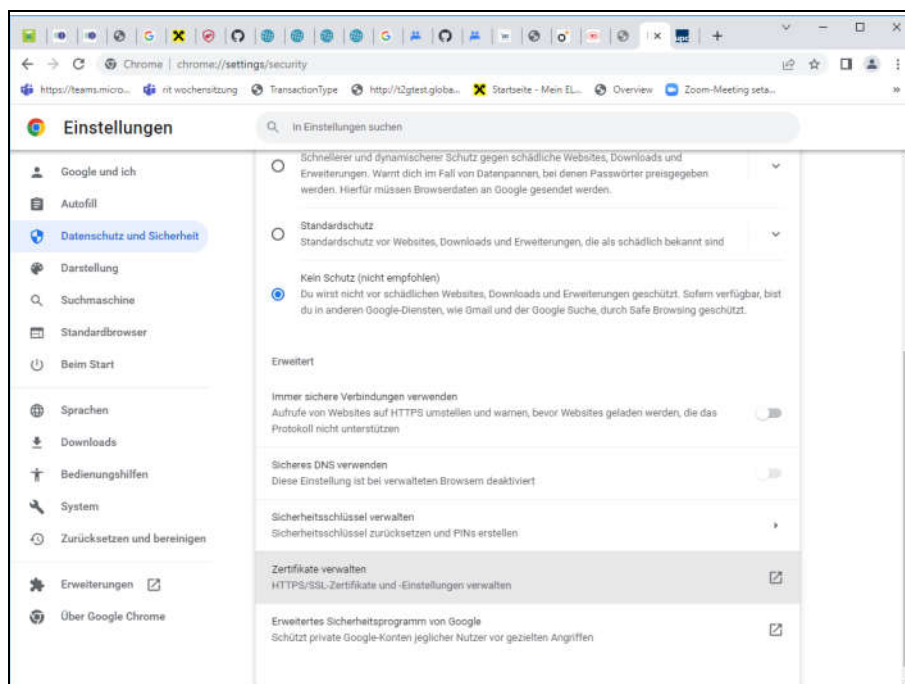 upc
Chrome | chrome://settings/security
https://teams.micro... rit wochensitzung TransactionType http://t2gtest.globa... Startseite - Mein EL... Overview Zoom-Meeting seta... »
Einstellungen
In Einstellungen suchen
Google und ich
Autofill
Datenschutz und Sicherheit
Darstellung
Suchmaschine
Standardbrowser
Beim Start
Sprachen
Downloads
Bedienungshilfen
System
Zurücksetzen und bereinigen
Erweiterungen
Über Google Chrome
Schnellerer und dynamischerer Schutz gegen schädliche Websites, Downloads und
Erweiterungen. Warnt dich im Fall von Datenpannen, bei denen Passwörter preisgegeben
werden. Hierfür müssen Browserdaten an Google gesendet werden.
Standardschutz
Standardschutz vor Websites, Downloads und Erweiterungen, die als schädlich bekannt sind
Kein Schutz (nicht empfohlen)
Du wirst nicht vor schädlichen Websites, Downloads und Erweiterungen geschützt. Sofern verfügbar, bist
du in anderen Google-Diensten, wie Gmail und der Google Suche, durch Safe Browsing geschützt.
Erweitert
Immer sichere Verbindungen verwenden
Aufrufe von Websites auf HTTPS umstellen und warnen, bevor Websites geladen werden, die das
Protokoll nicht unterstützen
Sicheres DNS verwenden
Diese Einstellung ist bei verwalteten Browsern deaktiviert
Sicherheitsschlüssel verwalten
Sicherheitsschlüssel zurücksetzen und PINs erstellen
Zertifikate verwalten
HTTPS/SSL-Zertifikate und -Einstellungen verwalten
Erweitertes Sicherheitsprogramm von Google
Schützt private Google-Konten jeglicher Nutzer vor gezielten Angriffen